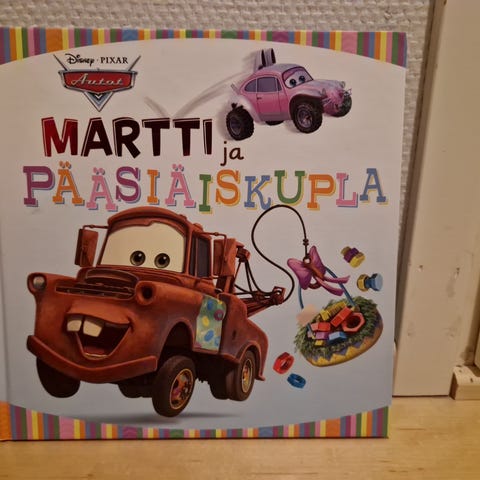 Disney · PIXAR
Autot
MARTTI ja
PÄÄSIÄISKUPLA